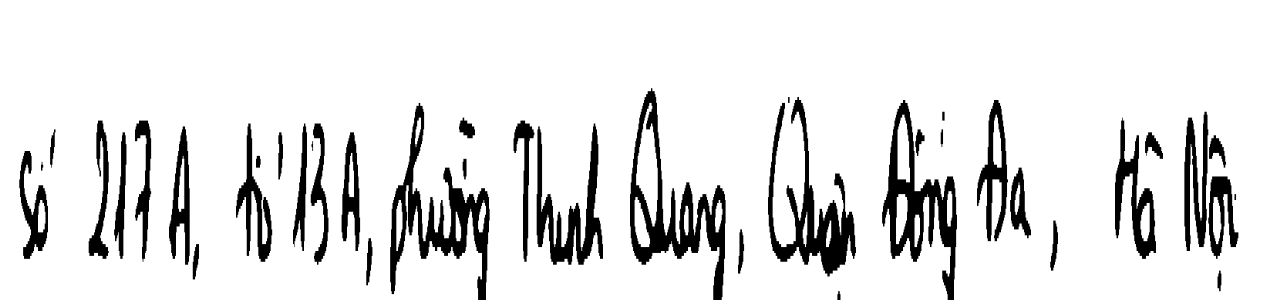 Số 217A, tổ 13A, phường Thịnh Quang, Quận Đống Đa, Hà Nội